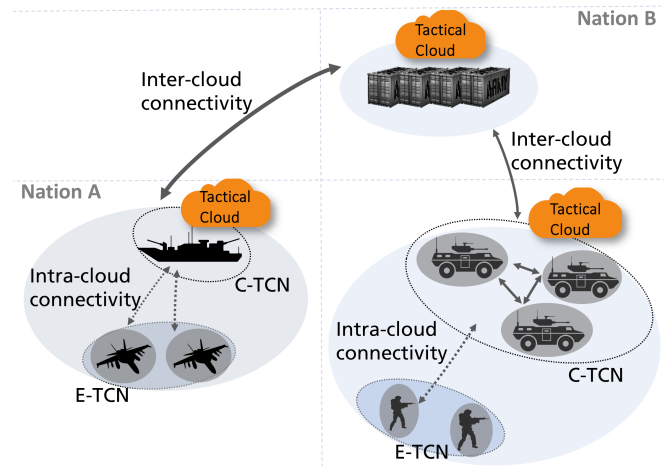 Nation B
Tactical
Cloud
ARMY
Inter-cloud
connectivity
Inter-cloud
connectivity
Nation A
Tactical
Cloud
Tactical
Cloud
C-TCN
Intra-cloud
connectivity
Intra-cloud
connectivity
C-TCN
E-TCN
E-TCN